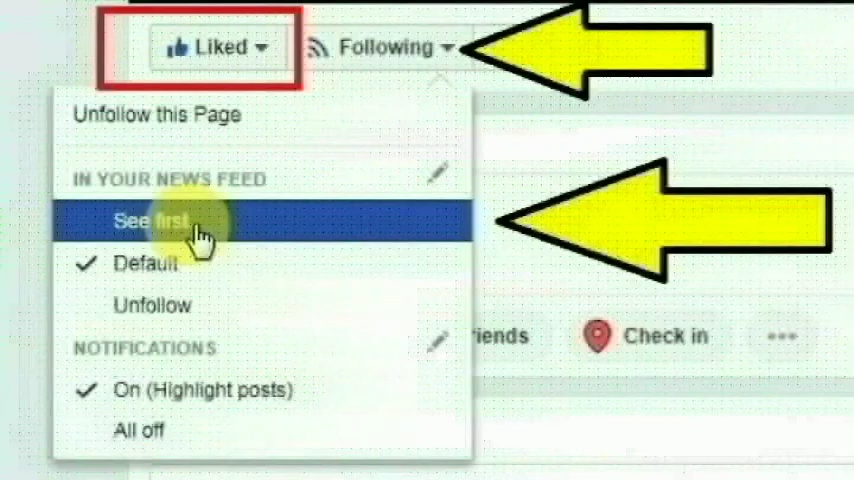 Liked Following
Unfollow this Page
IN YOUR NEWS FEED
See first
Default
Unfollow
riends Check in
NOTIFICATIONS
On (Highlight posts)
All off